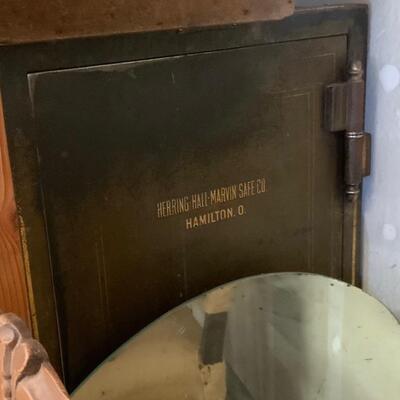 HERRING-HALL-MARVIN SAFE CO.
HAMILTON, O.